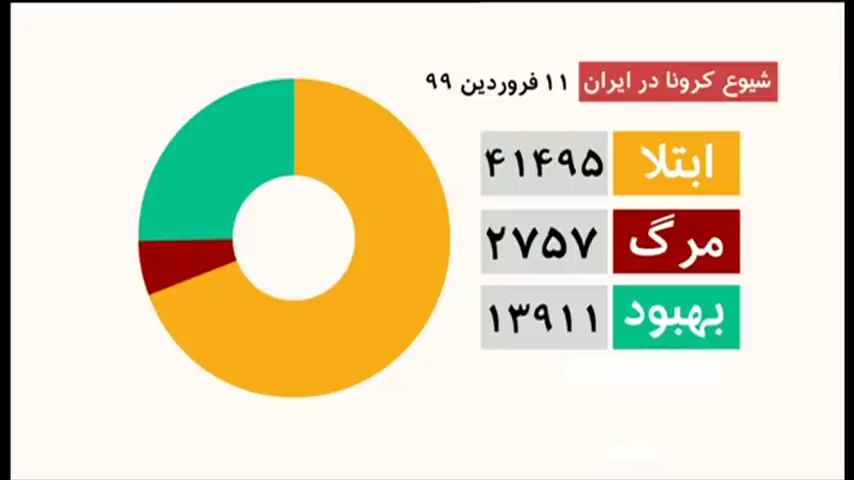 شیوع کرونا در ایران ۱۱ فروردین ۹۹
ابتلا ۴۱۴۹۵
مرگ ۲۷۵۷
بهبود ۱۳۹۱۱